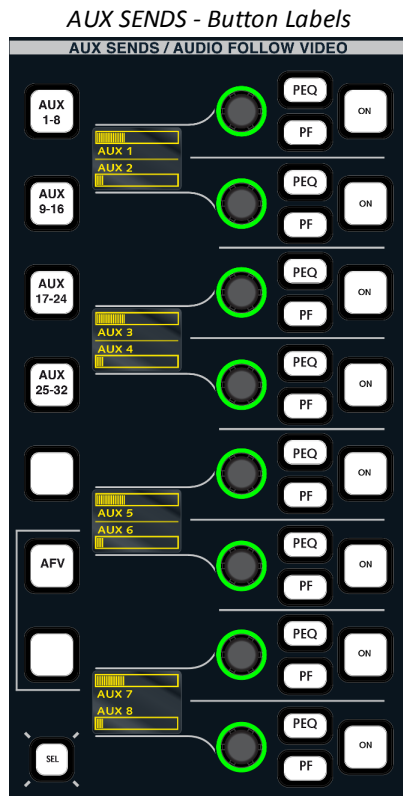 AUX SENDS - Button Labels
AUX SENDS / AUDIO FOLLOW VIDEO
AUX
1-8
AUX 1
AUX 2
PEQ
PF
ON
AUX
9-16
PEQ
PF
ON
AUX
17-24
AUX 3
AUX 4
PEQ
PF
ON
AUX
25-32
PEQ
PF
ON
AUX 5
AUX 6
PEQ
PF
ON
AFV
PEQ
PF
ON
AUX 7
AUX 8
PEQ
PF
ON
SEL
PEQ
PF
ON